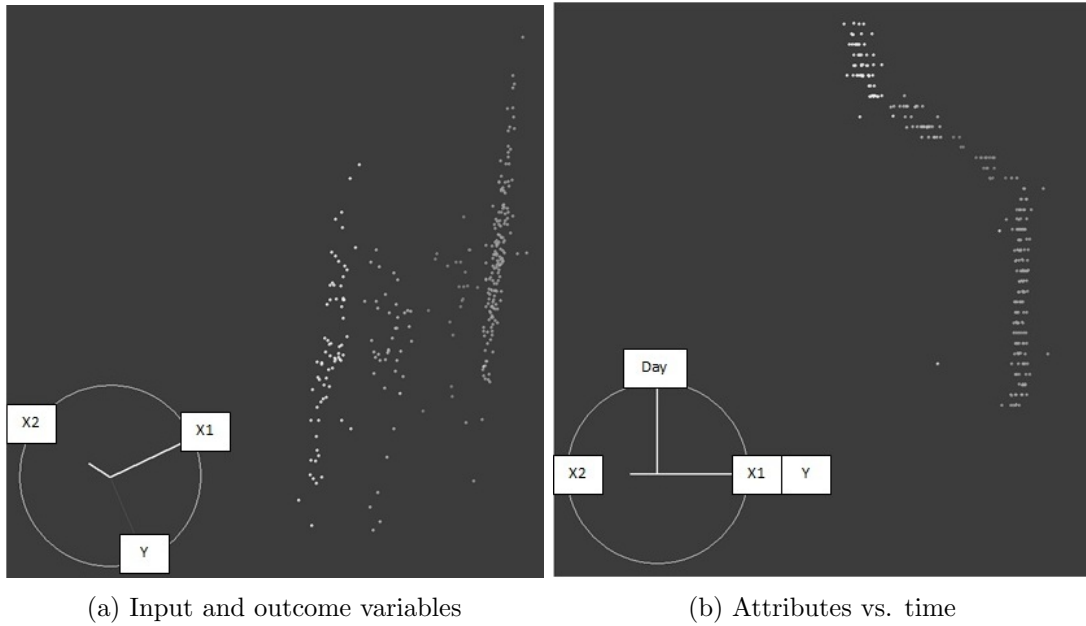 X2
X1
Y
(a) Input and outcome variables
Day
X2
X1
Y
(b) Attributes vs. time